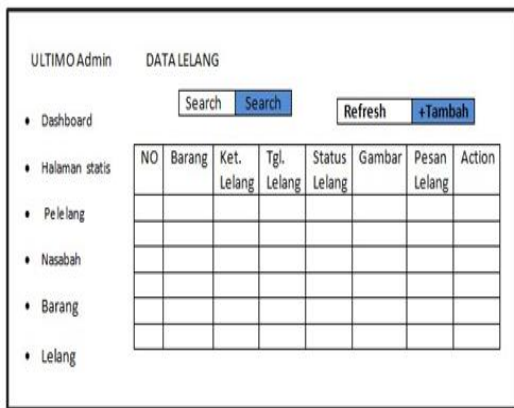 ULTIMO Admin
DATA LELANG
Search Search
Refresh +Tambah
Dashboard
Halaman statis
Pelelang
Nasabah
Barang
Lelang
NO Barang Ket. Lelang Tgl. Lelang Status Lelang Gambar Pesan Lelang Action